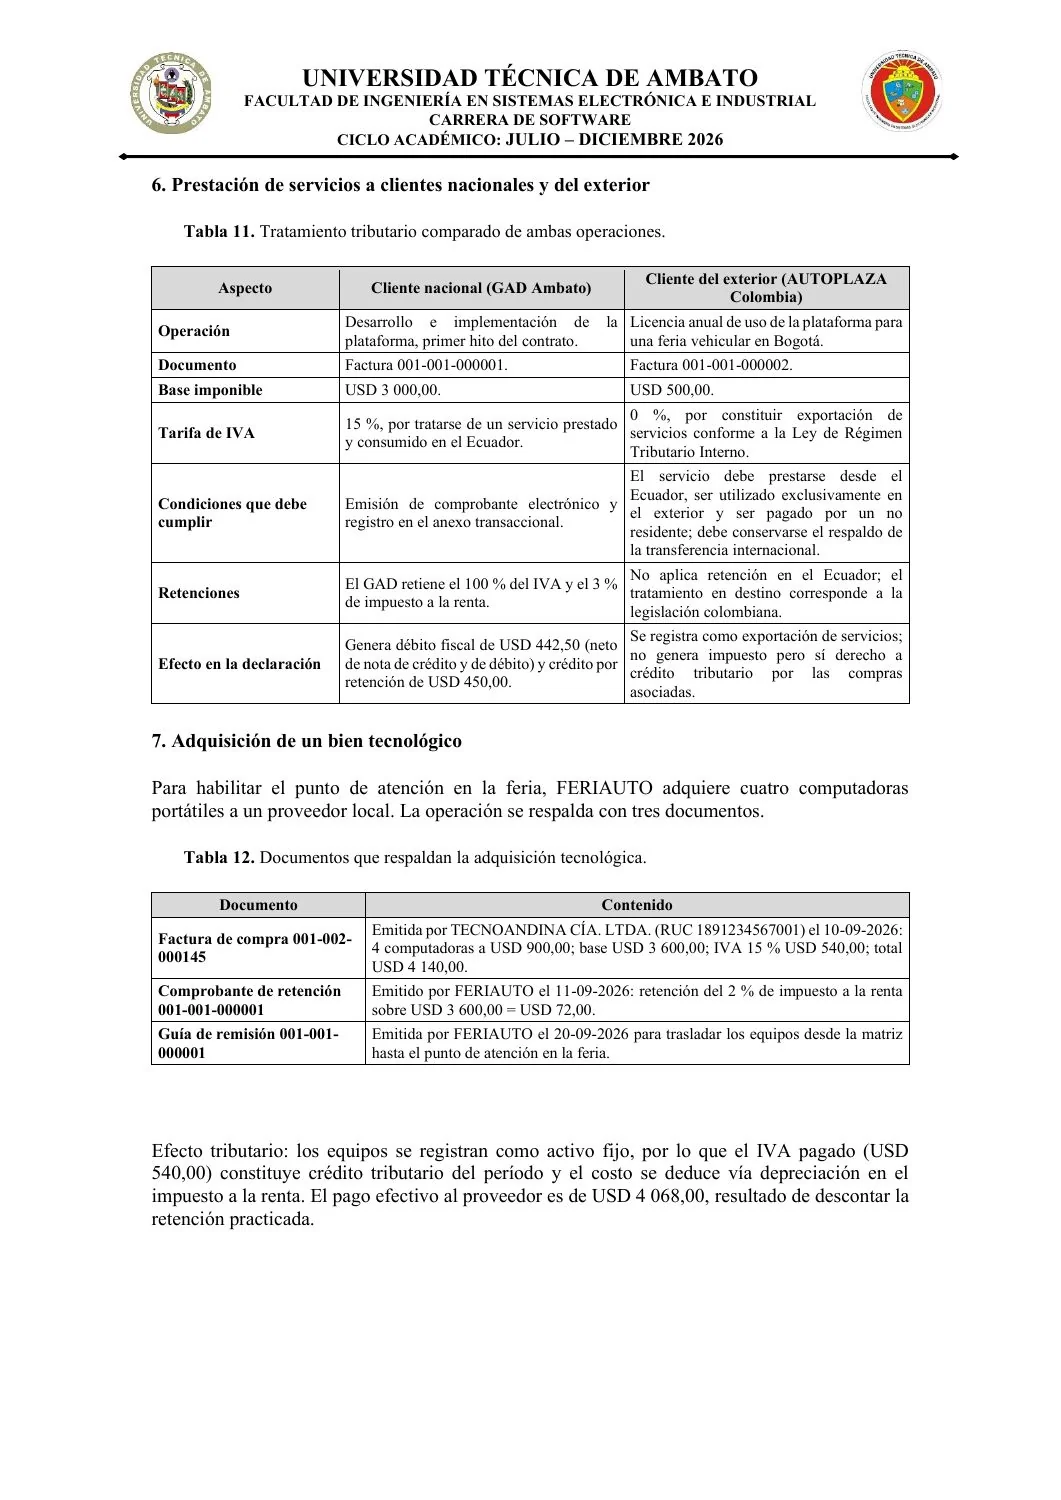 UNIVERSIDAD TÉCNICA DE AMBATO
FACULTAD DE INGENIERÍA EN SISTEMAS ELECTRÓNICA E INDUSTRIAL
CARRERA DE SOFTWARE
CICLO ACADÉMICO: JULIO – DICIEMBRE 2026
6. Prestación de servicios a clientes nacionales y del exterior
Tabla 11. Tratamiento tributario comparado de ambas operaciones.
Aspecto
Cliente nacional (GAD Ambato)
Cliente del exterior (AUTOPLAZA
Colombia)
Operación
Desarrollo e implementación de la
plataforma, primer hito del contrato.
Licencia anual de uso de la plataforma para
una feria vehicular en Bogotá.
Documento
Factura 001-001-000001.
Factura 001-001-000002.
Base imponible
USD 3 000,00.
USD 500,00.
Tarifa de IVA
15 %, por tratarse de un servicio prestado
y consumido en el Ecuador.
0 %, por constituir exportación de
servicios conforme a la Ley de Régimen
Tributario Interno.
Condiciones que debe
cumplir
Emisión de comprobante electrónico y
registro en el anexo transaccional.
El servicio debe prestarse desde el
Ecuador, ser utilizado exclusivamente en
el exterior y ser pagado por un no
residente; debe conservarse el respaldo de
la transferencia internacional.
Retenciones
El GAD retiene el 100 % del IVA y el 3 %
de impuesto a la renta.
No aplica retención en el Ecuador; el
tratamiento en destino corresponde a la
legislación colombiana.
Efecto en la declaración
Genera débito fiscal de USD 442,50 (neto
de nota de crédito y de débito) y crédito por
retención de USD 450,00.
Se registra como exportación de servicios;
no genera impuesto pero sí derecho a
crédito tributario por las compras
asociadas.
7. Adquisición de un bien tecnológico
Para habilitar el punto de atención en la feria, FERIAUTO adquiere cuatro computadoras
portátiles a un proveedor local. La operación se respalda con tres documentos.
Tabla 12. Documentos que respaldan la adquisición tecnológica.
Documento
Contenido
Factura de compra 001-002-
000145
Emitida por TECNOANDINA CÍA. LTDA. (RUC 1891234567001) el 10-09-2026:
4 computadoras a USD 900,00; base USD 3 600,00; IVA 15 % USD 540,00; total
USD 4 140,00.
Comprobante de retención
001-001-000001
Emitido por FERIAUTO el 11-09-2026: retención del 2 % de impuesto a la renta
sobre USD 3 600,00 = USD 72,00.
Guía de remisión 001-001-
000001
Emitida por FERIAUTO el 20-09-2026 para trasladar los equipos desde la matriz
hasta el punto de atención en la feria.
Efecto tributario: los equipos se registran como activo fijo, por lo que el IVA pagado (USD
540,00) constituye crédito tributario del período y el costo se deduce vía depreciación en el
impuesto a la renta. El pago efectivo al proveedor es de USD 4 068,00, resultado de descontar la
retención practicada.